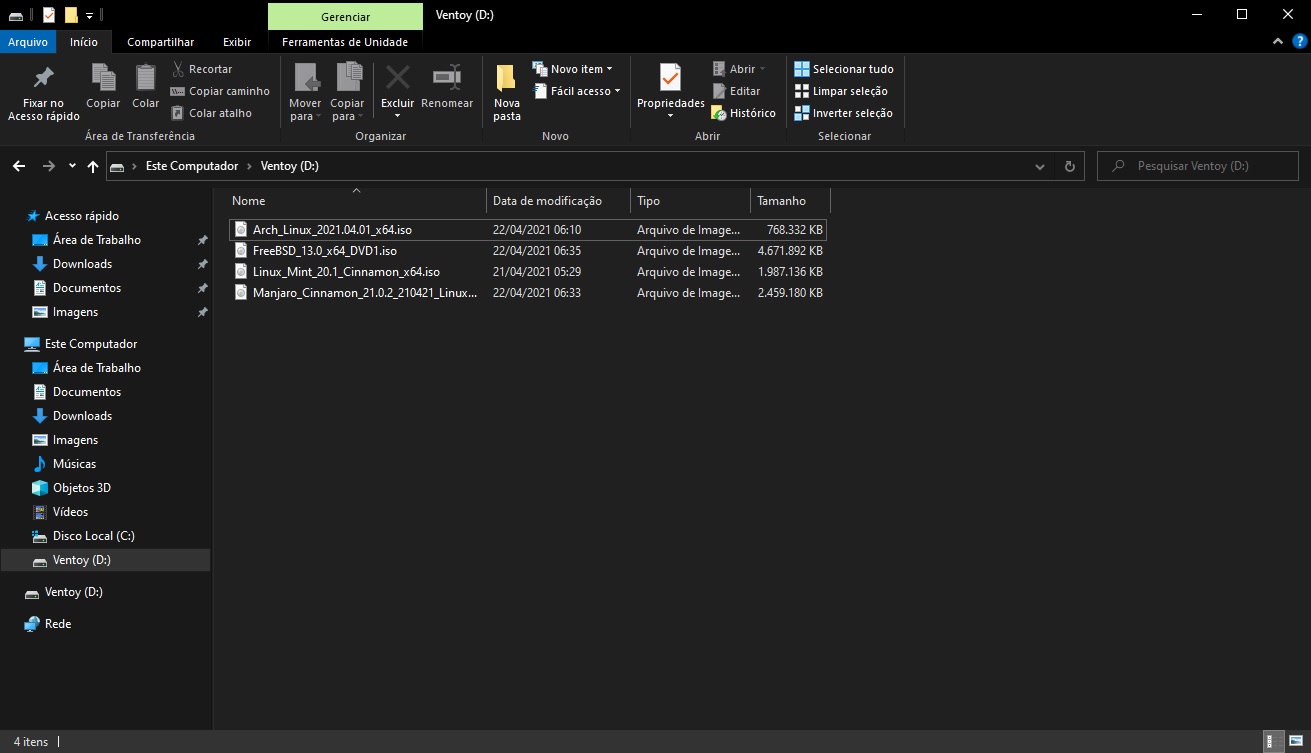 Gerenciar
Ventoy (D:)
Arquivo
Início
Compartilhar
Exibir
Ferramentas de Unidade
Fixar no
Acesso rápido
Copiar
Colar
Recortar
Copiar caminho
Colar atalho
Área de Transferência
Mover
para
Copiar
para
Excluir
Renomear
Organizar
Nova
pasta
Novo item
Fácil acesso
Novo
Propriedades
Abrir
Editar
Histórico
Abrir
Selecionar tudo
Limpar seleção
Inverter seleção
Selecionar
Este Computador
Ventoy (D:)
Pesquisar Ventoy (D:)
Acesso rápido
Área de Trabalho
Downloads
Documentos
Imagens
Este Computador
Área de Trabalho
Documentos
Downloads
Imagens
Músicas
Objetos 3D
Vídeos
Disco Local (C:)
Ventoy (D:)
Ventoy (D:)
Rede
Nome Data de modificação Tipo Tamanho
Arch_Linux_2021.04.01_x64.iso 22/04/2021 06:10 Arquivo de Image... 768.332 KB
FreeBSD_13.0_x64_DVD1.iso 22/04/2021 06:35 Arquivo de Image... 4.671.892 KB
Linux_Mint_20.1_Cinnamon_x64.iso 21/04/2021 05:29 Arquivo de Image... 1.987.136 KB
Manjaro_Cinnamon_21.0.2_210421_Linux... 22/04/2021 06:33 Arquivo de Image... 2.459.180 KB
4 itens